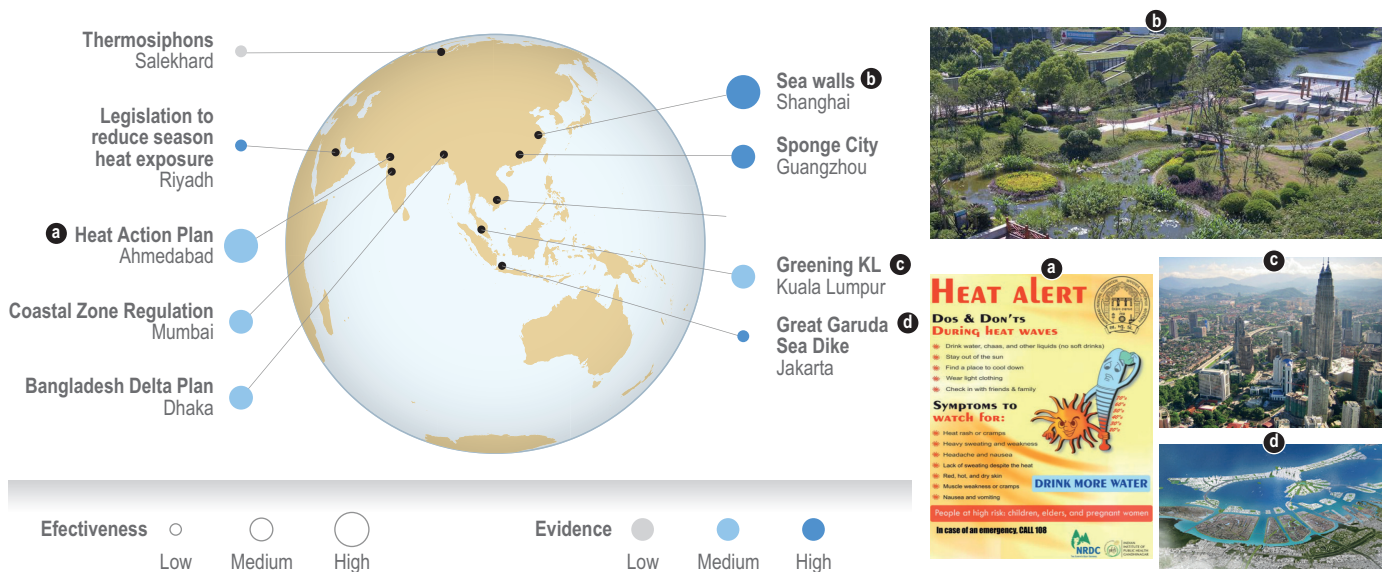 Thermosiphons
Salekhard
Legislation to
reduce season
heat exposure
Riyadh
a Heat Action Plan
Ahmedabad
Coastal Zone Regulation
Mumbai
Bangladesh Delta Plan
Dhaka
Sea walls b
Shanghai
Sponge City
Guangzhou
Greening KL c
Kuala Lumpur
Great Garuda d
Sea Dike
Jakarta
Efectiveness
Low
Medium
High
Evidence
Low
Medium
High
b
a
HEAT ALERT
DOS & DON'TS
DURING HEAT WAVES
Drink water, chaas, and other liquids (no soft drinks)
Stay out of the sun
Find a place to cool down
Wear light clothing
Check in with friends & family
SYMPTOMS TO
WATCH FOR:
Heat rash or cramps
Heavy sweating and weakness
Headache and nausea
Lack of sweating despite the heat
Red, hot, and dry skin
Muscle weakness or cramps
Nausea and vomiting
DRINK MORE WATER
People at high risk: children, elders, and pregnant women
In case of an emergency, CALL 108
NRDC
INDIAN
INSTITUTE OF
PUBLIC HEALTH
GANDHINAGAR
c
d